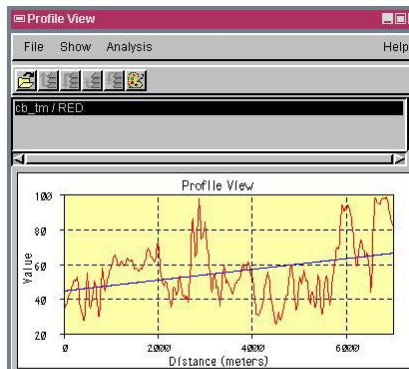 Profile View
File Show Analysis Help
cb_tm / RED
Profile View
100
80
60
40
20
Value
0 2000 4000 6000
Distance (meters)